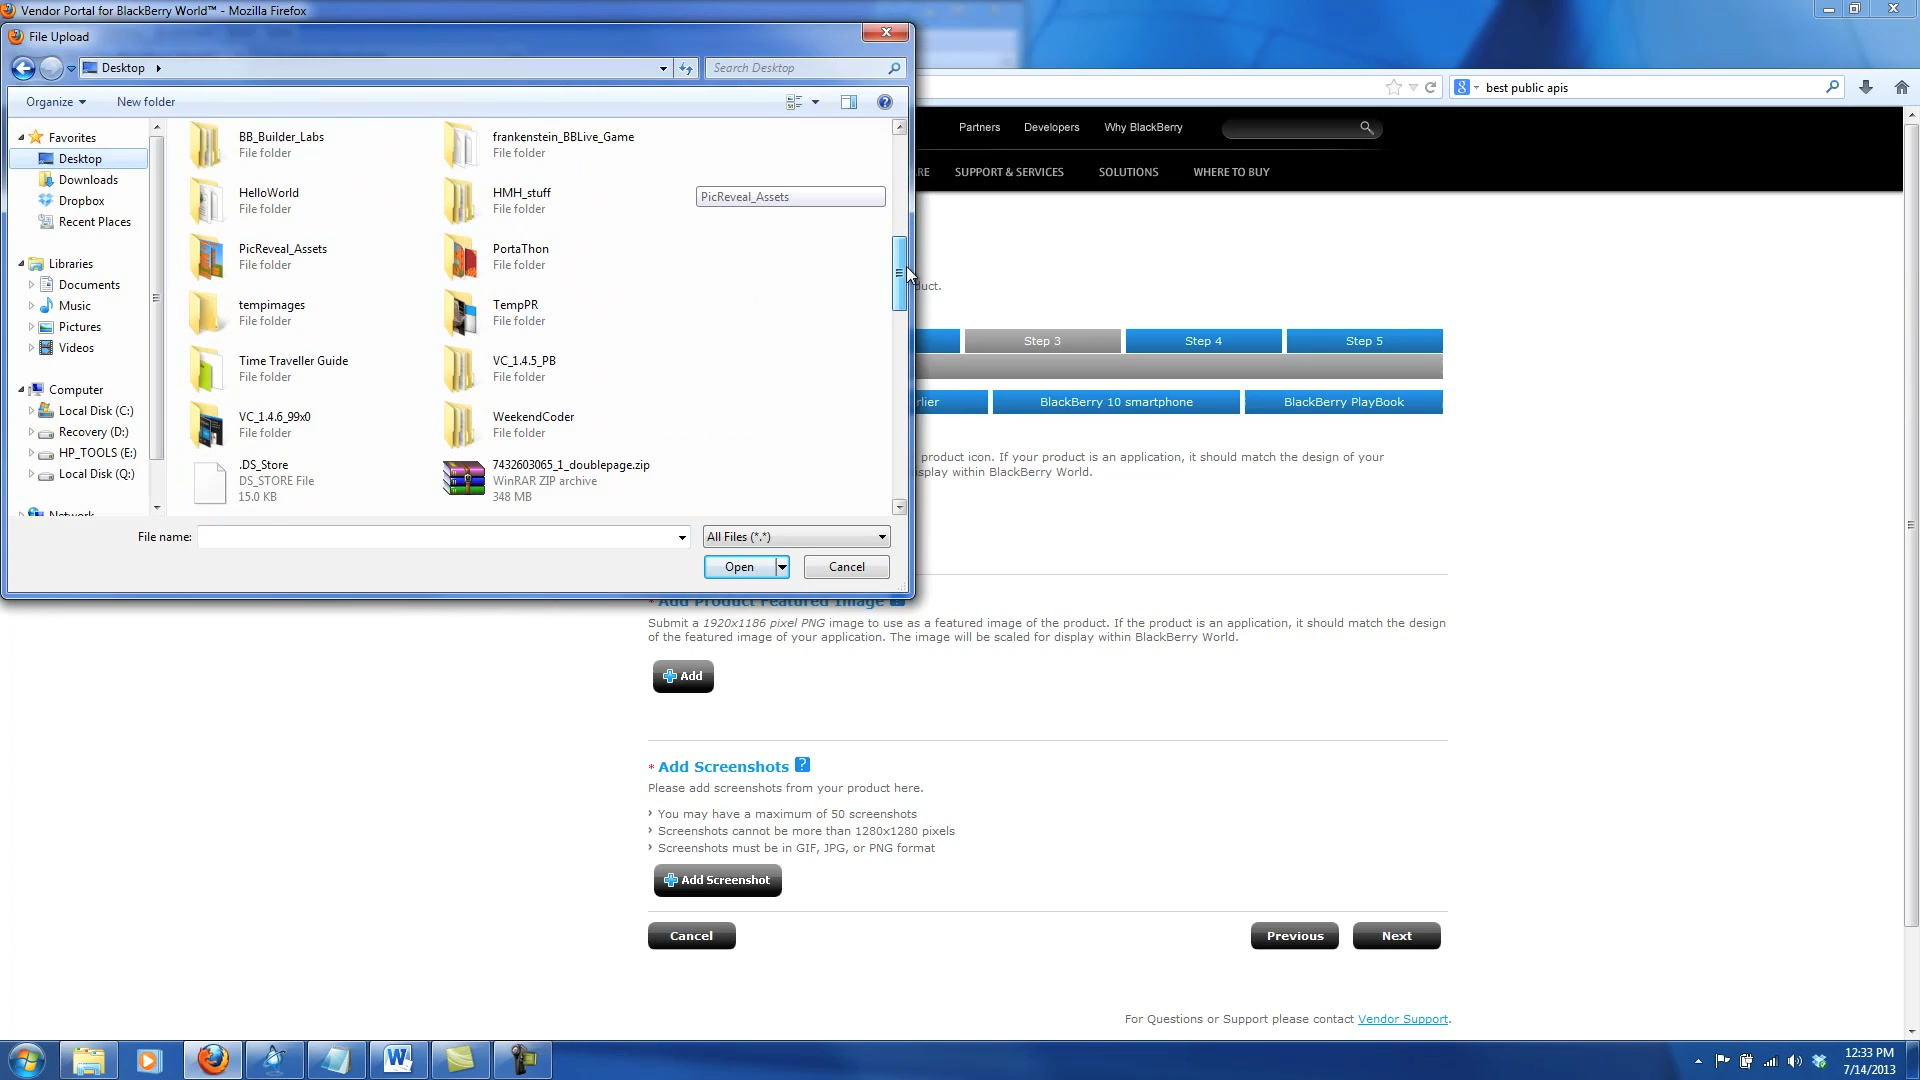 Vendor Portal for BlackBerry World™ - Mozilla Firefox
File Upload
Desktop
Search Desktop
best public apis
Organize
New folder
Partners
Developers
Why BlackBerry
SUPPORT & SERVICES
SOLUTIONS
WHERE TO BUY
Favorites
Desktop
Downloads
Dropbox
Recent Places
Libraries
Documents
Music
Pictures
Videos
Computer
Local Disk (C:)
Recovery (D:)
HP_TOOLS (E:)
Local Disk (Q:)
Network
BB_Builder_Labs
File folder
frankenstein_BBLive_Game
File folder
HelloWorld
File folder
HMH_stuff
File folder
PicReveal_Assets
PicReveal_Assets
File folder
PortaThon
File folder
tempimages
File folder
TempPR
File folder
Time Traveller Guide
File folder
VC_1.4.5_PB
File folder
VC_1.4.6_99x0
File folder
WeekendCoder
File folder
.DS_Store
DS_STORE File
15.0 KB
7432603065_1_doublepage.zip
WinRAR ZIP archive
348 MB
File name:
All Files (*.*)
Open
Cancel
Step 3
Step 4
Step 5
BlackBerry 10 smartphone
BlackBerry PlayBook
product icon. If your product is an application, it should match the design of your
display within BlackBerry World.
* Add Product Featured Image
Submit a 1920x1186 pixel PNG image to use as a featured image of the product. If the product is an application, it should match the design
of the featured image of your application. The image will be scaled for display within BlackBerry World.
Add
* Add Screenshots ?
Please add screenshots from your product here.
› You may have a maximum of 50 screenshots
› Screenshots cannot be more than 1280x1280 pixels
› Screenshots must be in GIF, JPG, or PNG format
Add Screenshot
Cancel
Previous
Next
For Questions or Support please contact Vendor Support.
12:33 PM
7/14/2013